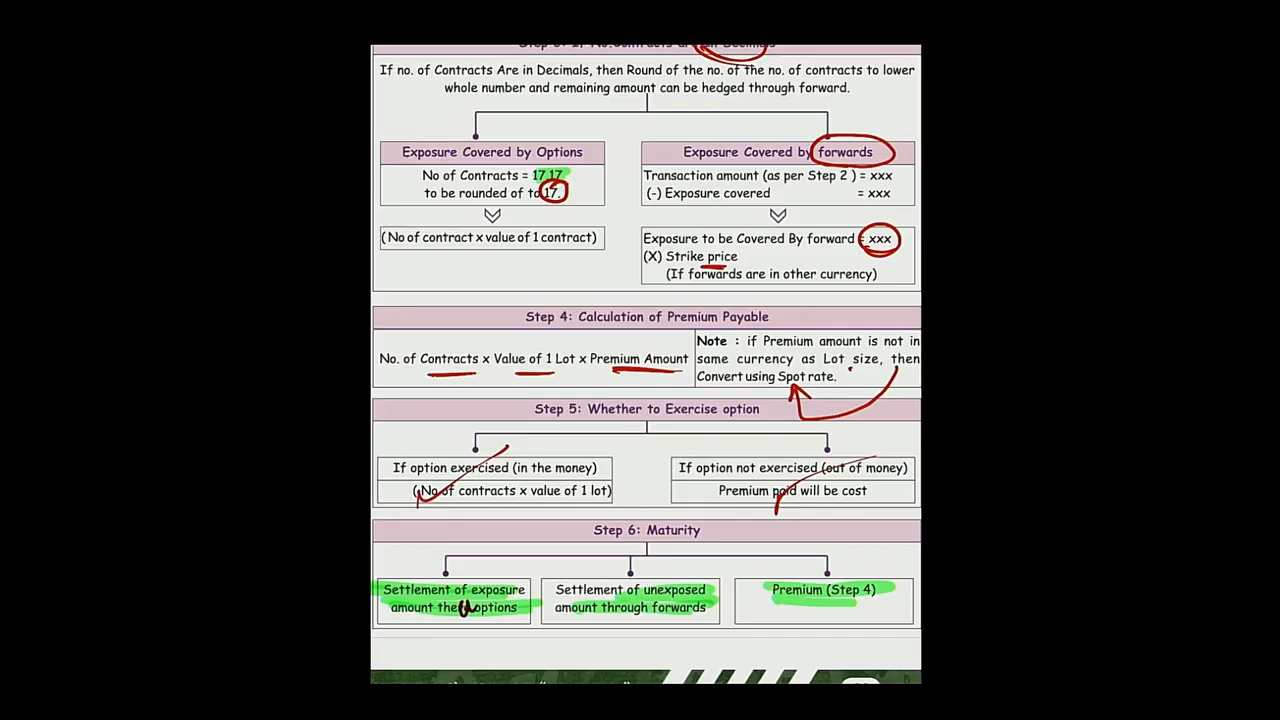 Step 3: If No.Contracts are in Decimals
If no. of Contracts Are in Decimals, then Round of the no. of the no. of contracts to lower
whole number and remaining amount can be hedged through forward.
Exposure Covered by Options
No of Contracts = 17.17
to be rounded of to 17.
(No of contract x value of 1 contract)
Exposure Covered by forwards
Transaction amount (as per Step 2 ) = xxx
(-) Exposure covered = xxx
Exposure to be Covered By forward = xxx
(X) Strike price
(If forwards are in other currency)
Step 4: Calculation of Premium Payable
No. of Contracts x Value of 1 Lot x Premium Amount
Note : if Premium amount is not in
same currency as Lot size, then
Convert using Spot rate.
Step 5: Whether to Exercise option
If option exercised (in the money)
(No of contracts x value of 1 lot)
If option not exercised (out of money)
Premium paid will be cost
Step 6: Maturity
Settlement of exposure
amount the options
Settlement of unexposed
amount through forwards
Premium (Step 4)